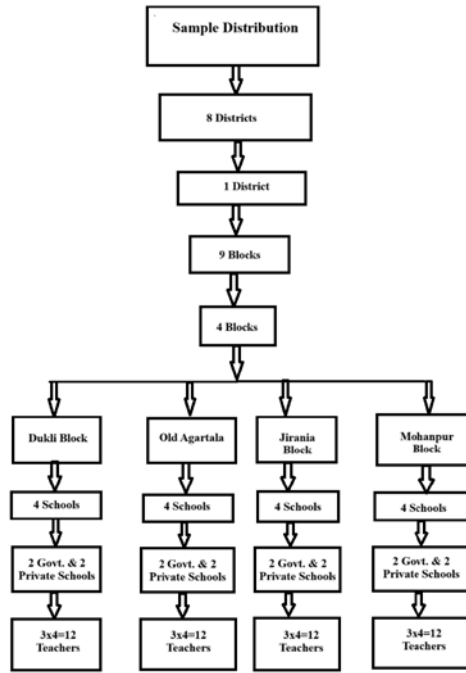 Sample Distribution
8 Districts
1 District
9 Blocks
4 Blocks
Dukli Block
Old Agartala
Jirania
Block
Mohanpur
Block
4 Schools
4 Schools
4 Schools
4 Schools
2 Govt. & 2
Private Schools
2 Govt. & 2
Private Schools
2 Govt. & 2
Private Schools
2 Govt. & 2
Private Schools
3x4=12
Teachers
3x4=12
Teachers
3x4=12
Teachers
3x4=12
Teachers